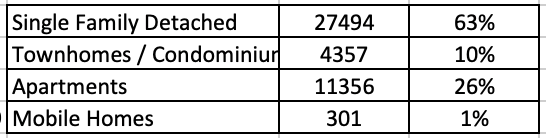 Single Family Detached 27494 63%
Townhomes / Condominiur 4357 10%
Apartments 11356 26%
Mobile Homes 301 1%